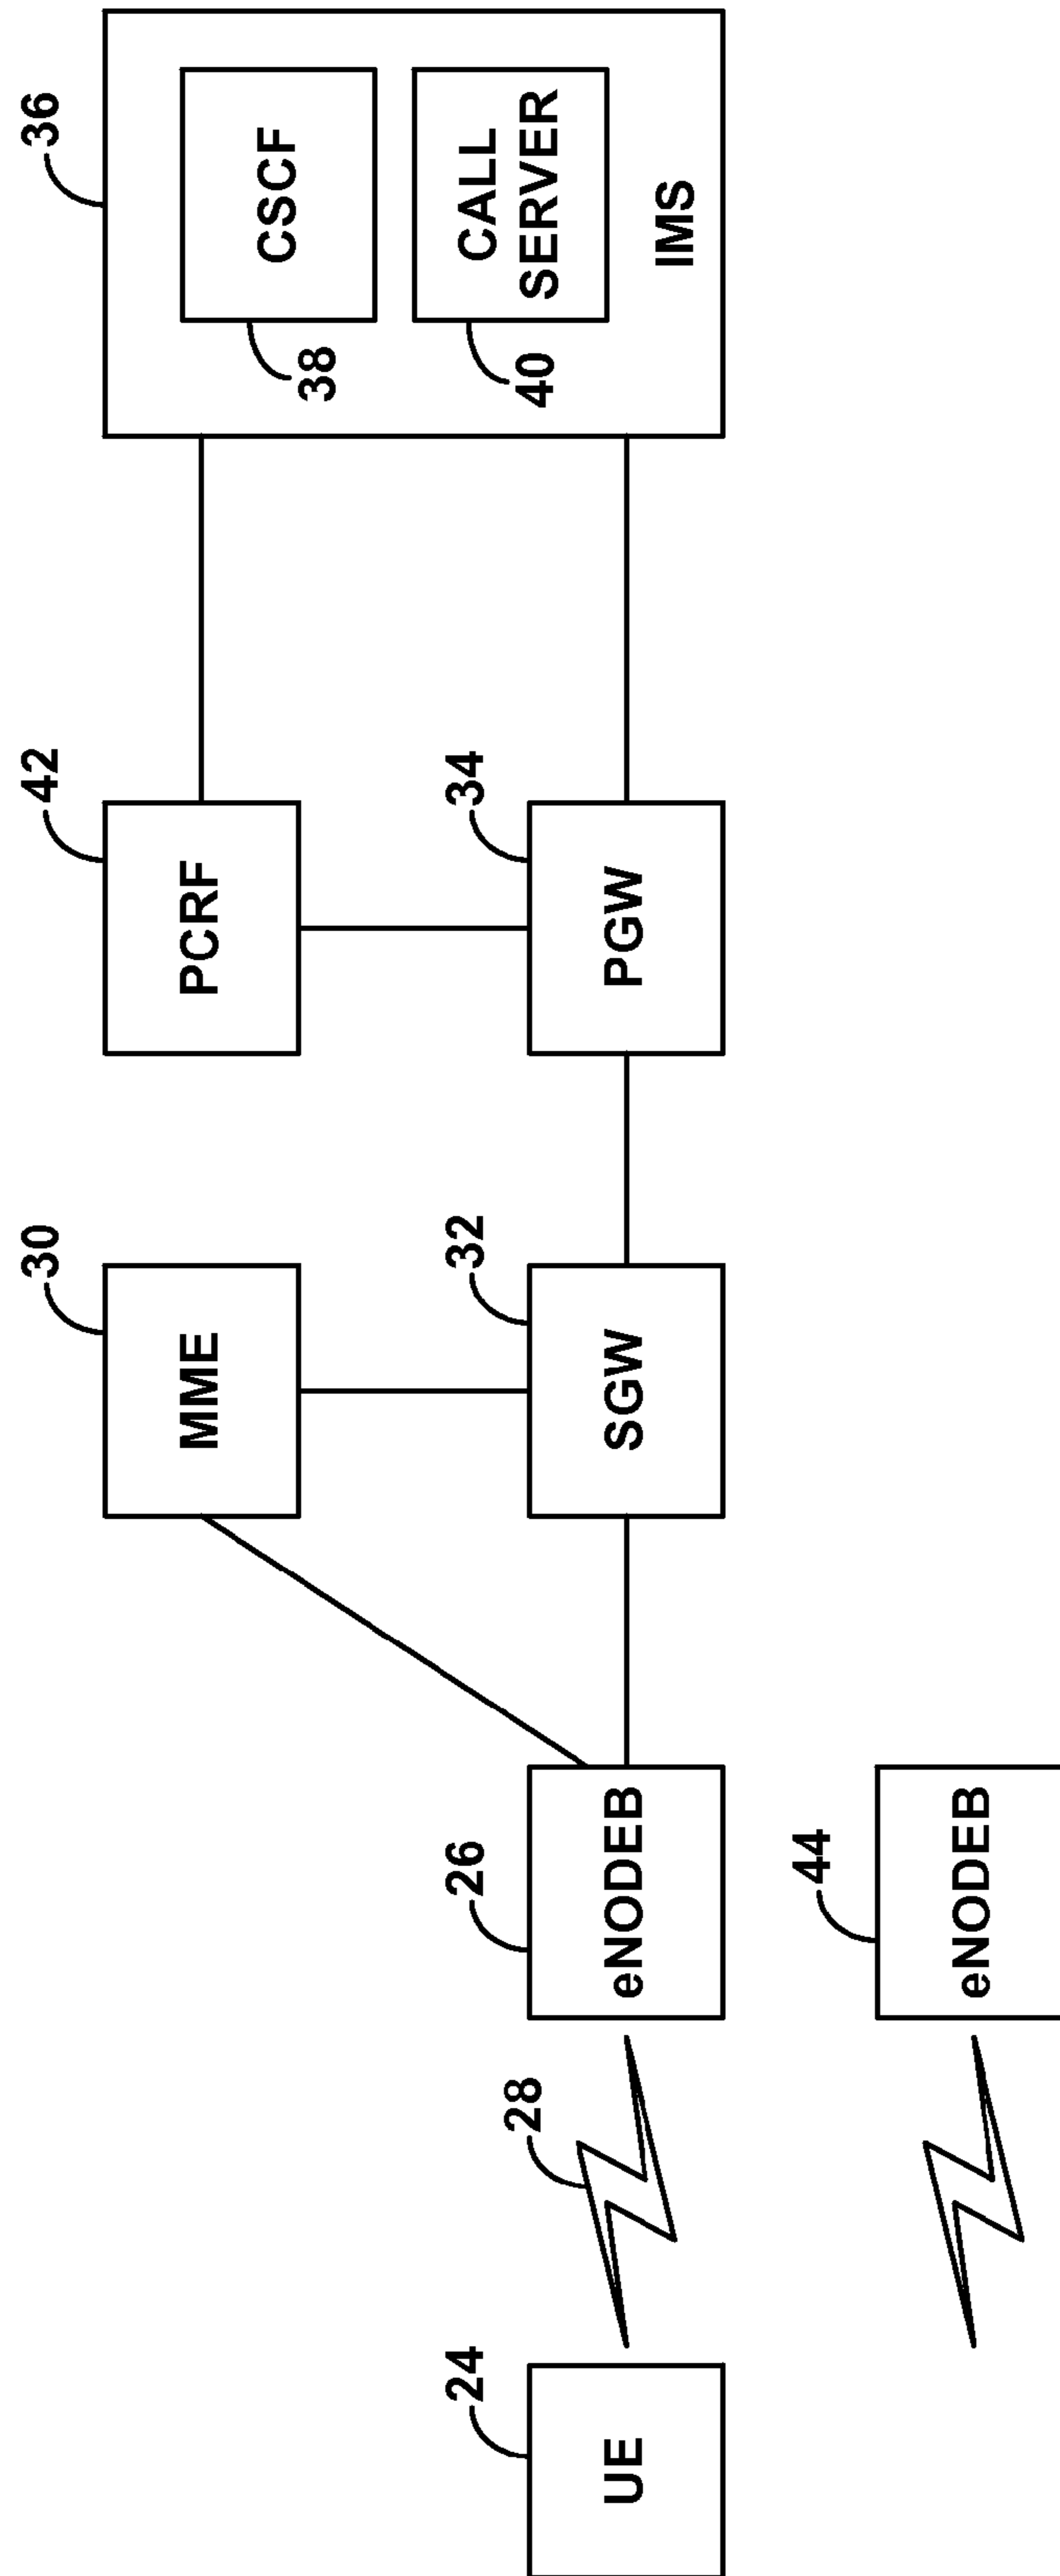 36
CSCF
38
CALL
SERVER
40
IMS
42
PCRF
34
PGW
30
MME
32
SGW
26
eNODEB
44
eNODEB
28
24
UE